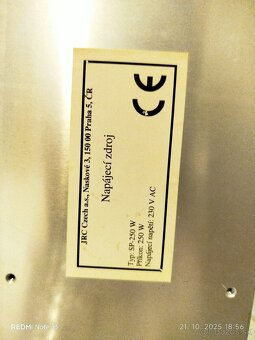 JRC Czech a.s., Naskové 3, 150 00 Praha 5, ČR
Napájecí zdroj
Typ: SP-250 W
Příkon: 250 W
Napájecí napětí: 230 V AC
CE
REDMI Note
21.10.2025 18:56